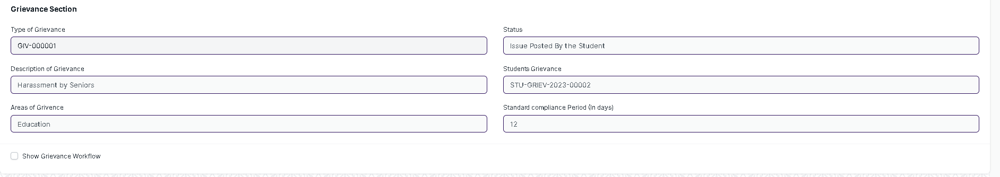 Grievance Section
Type of Grievance
GIV-000001
Status
Issue Posted By the Student
Description of Grievance
Harassment by Seniors
Students Grievance
STU-GRIEV-2023-00002
Areas of Grivence
Education
Standard compliance Period (In days)
12
Show Grievance Workflow